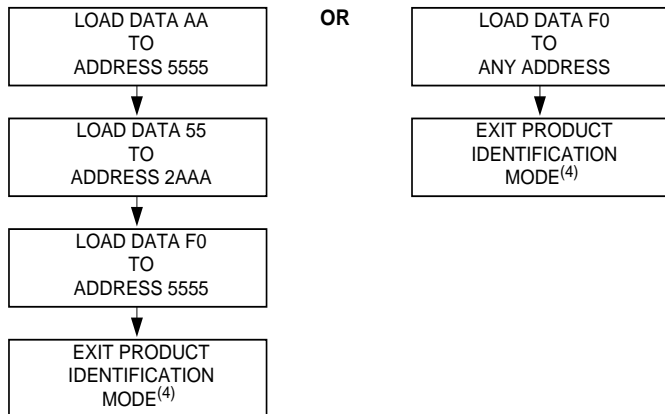 LOAD DATA AA
TO
ADDRESS 5555
LOAD DATA 55
TO
ADDRESS 2AAA
LOAD DATA F0
TO
ADDRESS 5555
EXIT PRODUCT
IDENTIFICATION
MODE(4)
OR
LOAD DATA F0
TO
ANY ADDRESS
EXIT PRODUCT
IDENTIFICATION
MODE(4)